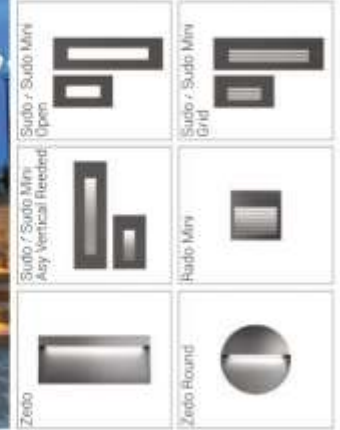 Sudo / Sudo Mini
Open
Sudo / Sudo Mini
Grid
Sudo / Sudo Mini
Asy Vertical Reeded
Rado Mini
Zedo
Zedo Round